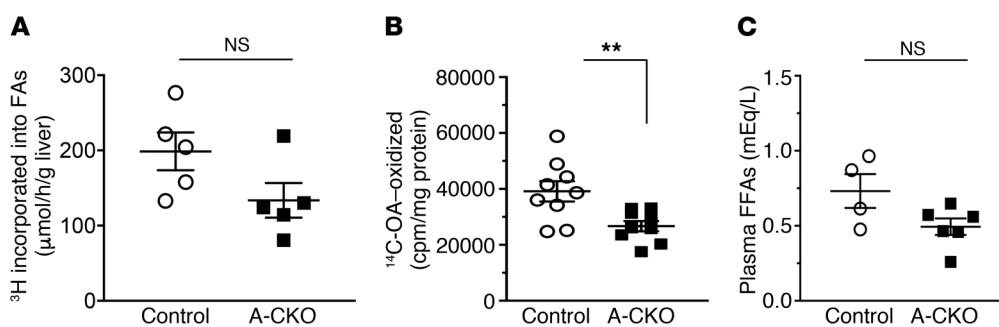 A
NS
³H incorporated into FAs
(μmol/h/g liver)
300
200
100
0
Control
A-CKO
B
**
¹⁴C-OA–oxidized
(cpm/mg protein)
80000
60000
40000
20000
0
Control
A-CKO
C
NS
Plasma FFAs (mEq/L)
1.5
1.0
0.5
0.0
Control
A-CKO